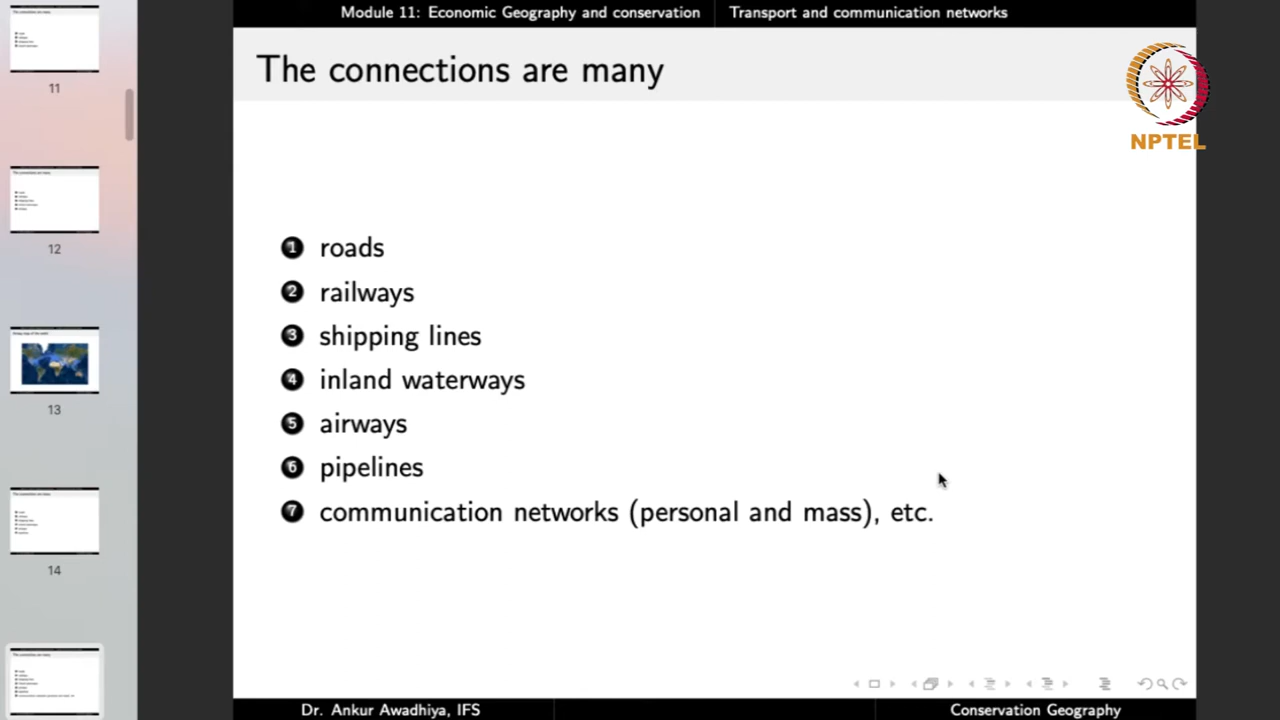 Module 11: Economic Geography and conservation Transport and communication networks
The connections are many
NPTEL
1 roads
2 railways
3 shipping lines
4 inland waterways
5 airways
6 pipelines
7 communication networks (personal and mass), etc.
Dr. Ankur Awadhiya, IFS Conservation Geography
11
12
13
14